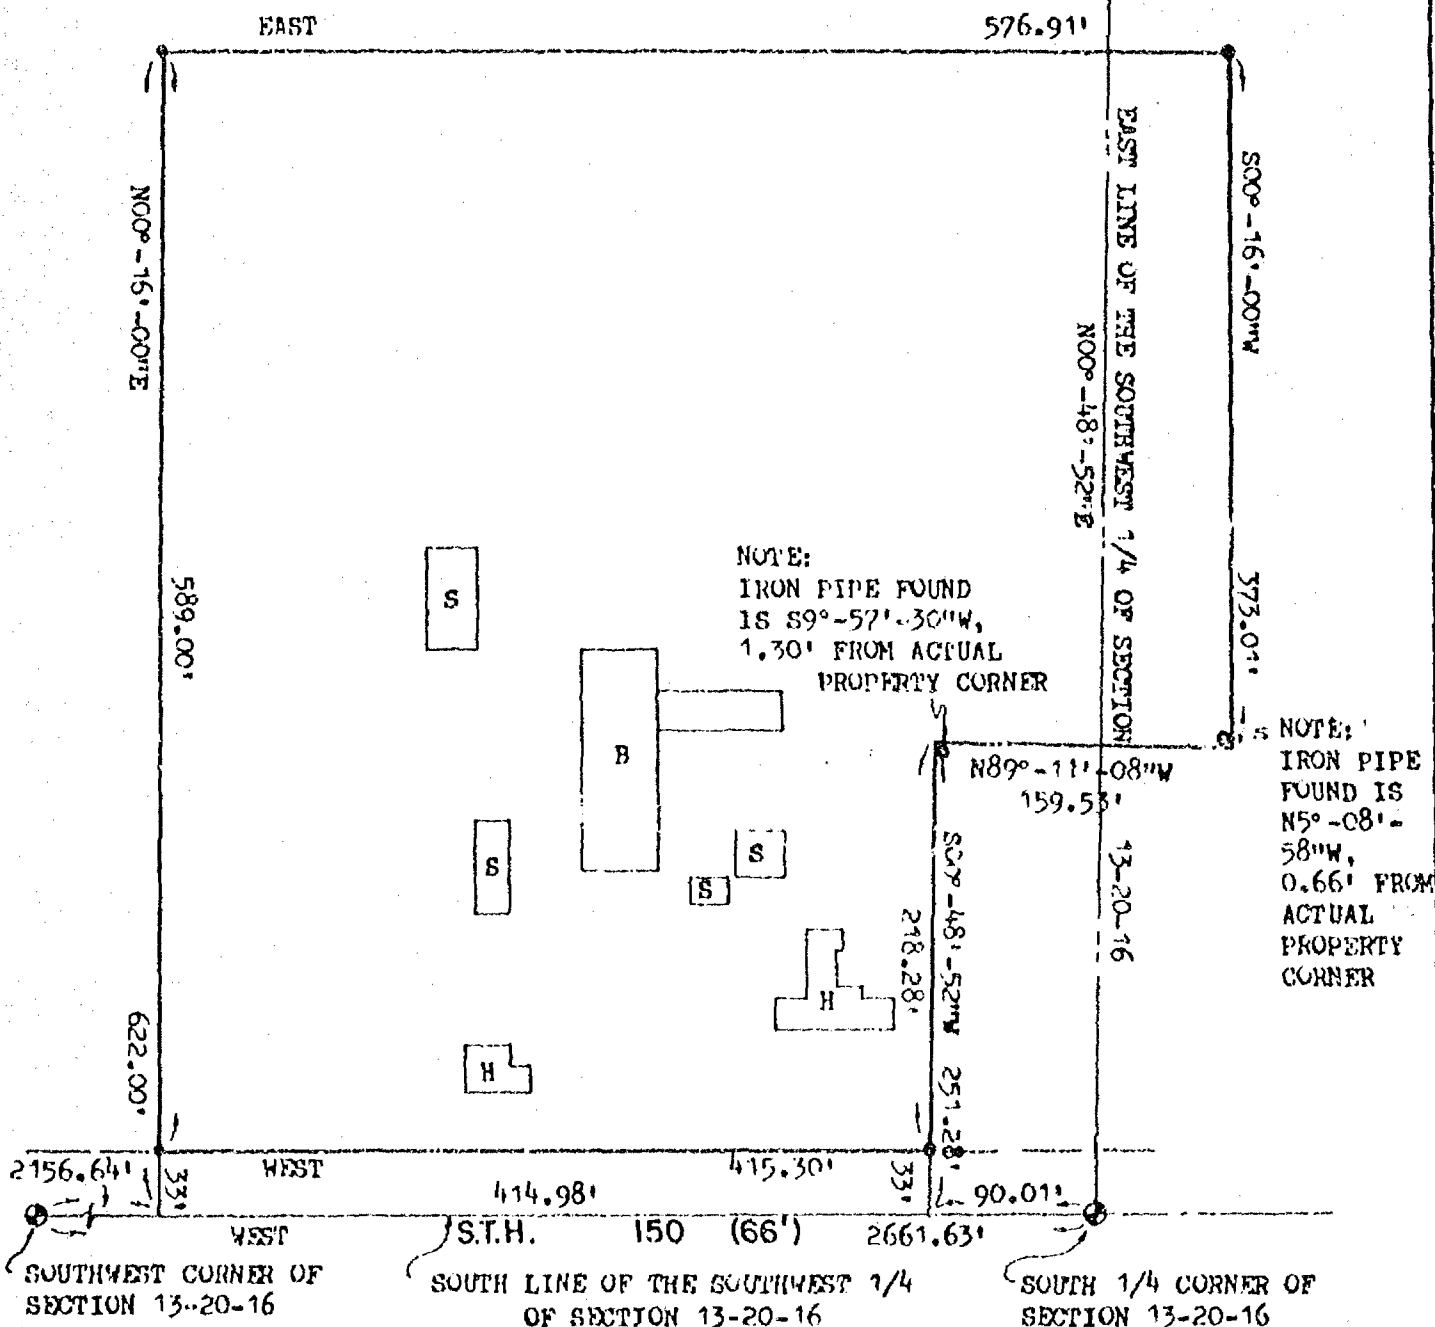 EAST
576.91'
N00°-16'-00"E
589.00'
622.00'
33'
EAST LINE OF THE SOUTHWEST 1/4 OF SECTION
13-20-16
N00°-48'-52"E
S00°-16'-00"W
373.01'
NOTE:
IRON PIPE FOUND
IS S9°-57'-30"W,
1.30' FROM ACTUAL
PROPERTY CORNER
N89°-11'-08"W
159.53'
NOTE:
IRON PIPE
FOUND IS
N5°-08'-
58"W,
0.66' FROM
ACTUAL
PROPERTY
CORNER
S
B
S
S
S
H
H
218.28'
S00°-48'-52"W 251.28'
33'
2156.64'
WEST
415.30'
414.98'
90.01'
WEST
S.T.H. 150 (66')
2661.63'
SOUTHWEST CORNER OF
SECTION 13-20-16
SOUTH LINE OF THE SOUTHWEST 1/4
OF SECTION 13-20-16
SOUTH 1/4 CORNER OF
SECTION 13-20-16